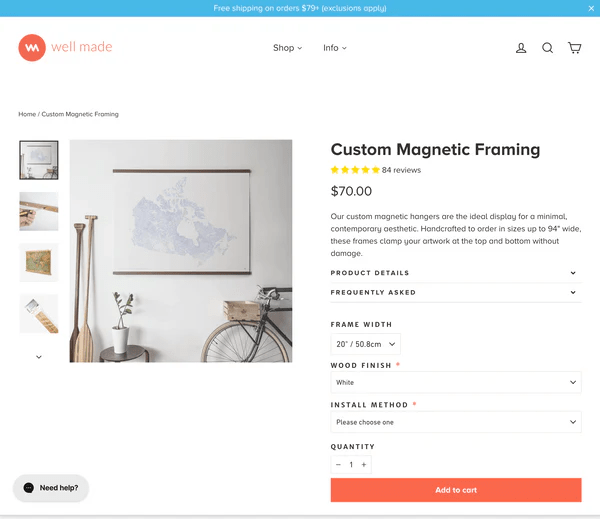 Free shipping on orders $79+ (exclusions apply)
well made
Shop
Info
Home / Custom Magnetic Framing
Custom Magnetic Framing
84 reviews
$70.00
Our custom magnetic hangers are the ideal display for a minimal,
contemporary aesthetic. Handcrafted to order in sizes up to 94" wide,
these frames clamp your artwork at the top and bottom without
damage.
PRODUCT DETAILS
FREQUENTLY ASKED
FRAME WIDTH
20" / 50.8cm
WOOD FINISH *
White
INSTALL METHOD *
Please choose one
QUANTITY
− 1 +
Need help?
Add to cart